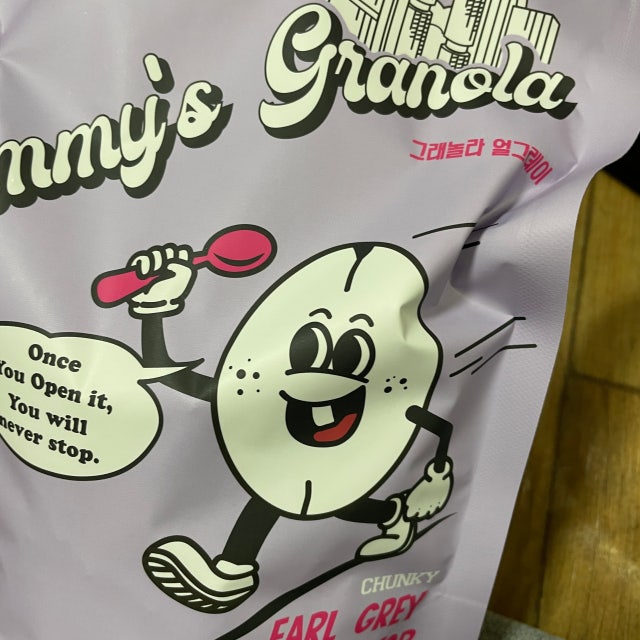 mmy's Granola
그래놀라 얼그레이
Once
You Open it,
You will
never stop.
CHUNKY
EARL GREY